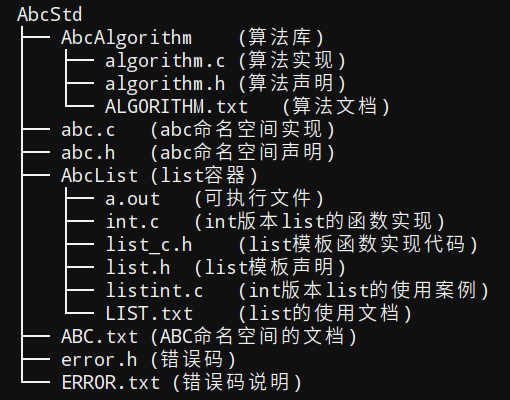 AbcStd
├── AbcAlgorithm (算法库)
│   ├── algorithm.c (算法实现)
│   ├── algorithm.h (算法声明)
│   └── ALGORITHM.txt (算法文档)
├── abc.c (abc命名空间实现)
├── abc.h (abc命名空间声明)
├── AbcList (list容器)
│   ├── a.out (可执行文件)
│   ├── int.c (int版本list的函数实现)
│   ├── list_c.h (list模板函数实现代码)
│   ├── list.h (list模板声明)
│   ├── listint.c (int版本list的使用案例)
│   └── LIST.txt (list的使用文档)
├── ABC.txt (ABC命名空间的文档)
├── error.h (错误码)
└── ERROR.txt (错误码说明)